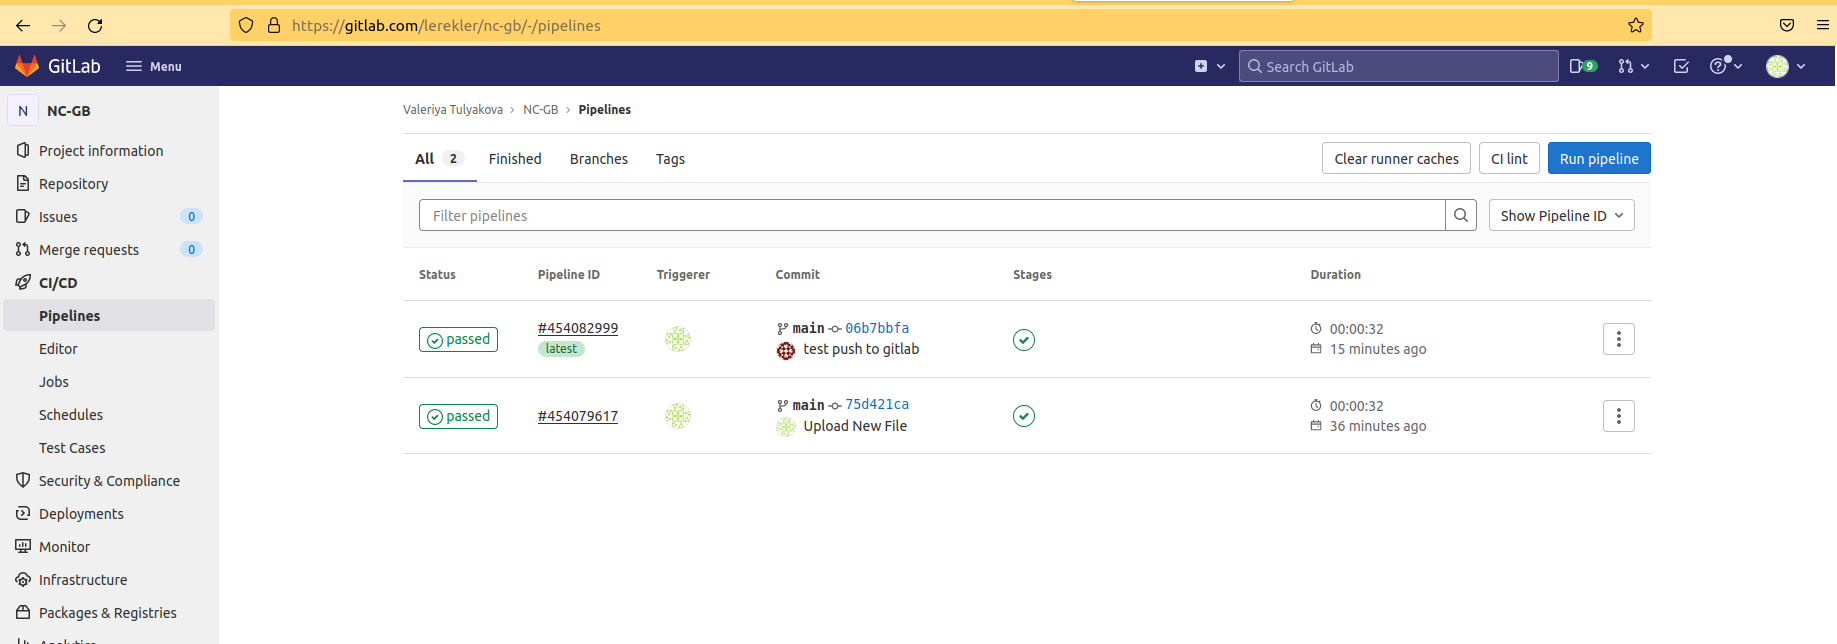 https://gitlab.com/lerekler/nc-gb/-/pipelines
GitLab Menu Search GitLab 9
N NC-GB
Project information
Repository
Issues 0
Merge requests 0
CI/CD
Pipelines
Editor
Jobs
Schedules
Test Cases
Security & Compliance
Deployments
Monitor
Infrastructure
Packages & Registries
Valeriya Tulyakova › NC-GB › Pipelines
All 2 Finished Branches Tags Clear runner caches CI lint Run pipeline
Filter pipelines Show Pipeline ID
Status Pipeline ID Triggerer Commit Stages Duration
passed #454082999 main 06b7bbfa 00:00:32
latest test push to gitlab 15 minutes ago
passed #454079617 main 75d421ca 00:00:32
Upload New File 36 minutes ago